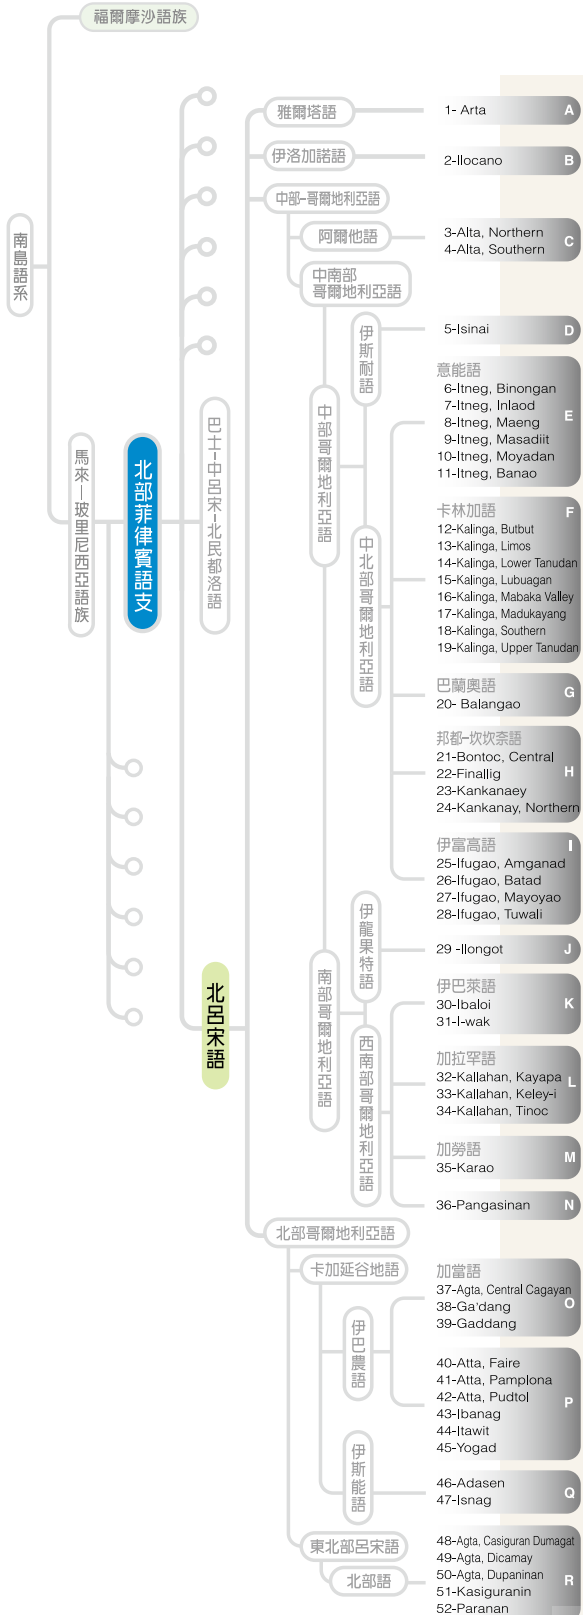 福爾摩沙語族
南島語系
馬來—玻里尼西亞語族
北部菲律賓語支
巴士-中呂宋-北民都洛語
北呂宋語
雅爾塔語
1- Arta
A
伊洛加諾語
2-Ilocano
B
中部-哥爾地利亞語
阿爾他語
3-Alta, Northern
4-Alta, Southern
C
中南部
哥爾地利亞語
中部哥爾地利亞語
伊斯耐語
5-Isinai
D
中北部哥爾地利亞語
意能語
6-Itneg, Binongan
7-Itneg, Inlaod
8-Itneg, Maeng
9-Itneg, Masadiit
10-Itneg, Moyadan
11-Itneg, Banao
E
卡林加語
12-Kalinga, Butbut
13-Kalinga, Limos
14-Kalinga, Lower Tanudan
15-Kalinga, Lubuagan
16-Kalinga, Mabaka Valley
17-Kalinga, Madukayang
18-Kalinga, Southern
19-Kalinga, Upper Tanudan
F
巴蘭奧語
20- Balangao
G
邦都-坎坎奈語
21-Bontoc, Central
22-Finallig
23-Kankanaey
24-Kankanay, Northern
H
伊富高語
25-Ifugao, Amganad
26-Ifugao, Batad
27-Ifugao, Mayoyao
28-Ifugao, Tuwali
I
南部哥爾地利亞語
伊龍果特語
29 -Ilongot
J
西南部哥爾地利亞語
伊巴萊語
30-Ibaloi
31-I-wak
K
加拉罕語
32-Kallahan, Kayapa
33-Kallahan, Keley-i
34-Kallahan, Tinoc
L
加勞語
35-Karao
M
36-Pangasinan
N
北部哥爾地利亞語
卡加延谷地語
伊巴農語
加當語
37-Agta, Central Cagayan
38-Ga'dang
39-Gaddang
O
40-Atta, Faire
41-Atta, Pamplona
42-Atta, Pudtol
43-Ibanag
44-Itawit
45-Yogad
P
伊斯能語
46-Adasen
47-Isnag
Q
東北部呂宋語
北部語
48-Agta, Casiguran Dumagat
49-Agta, Dicamay
50-Agta, Dupaninan
51-Kasiguranin
52-Paranan
R